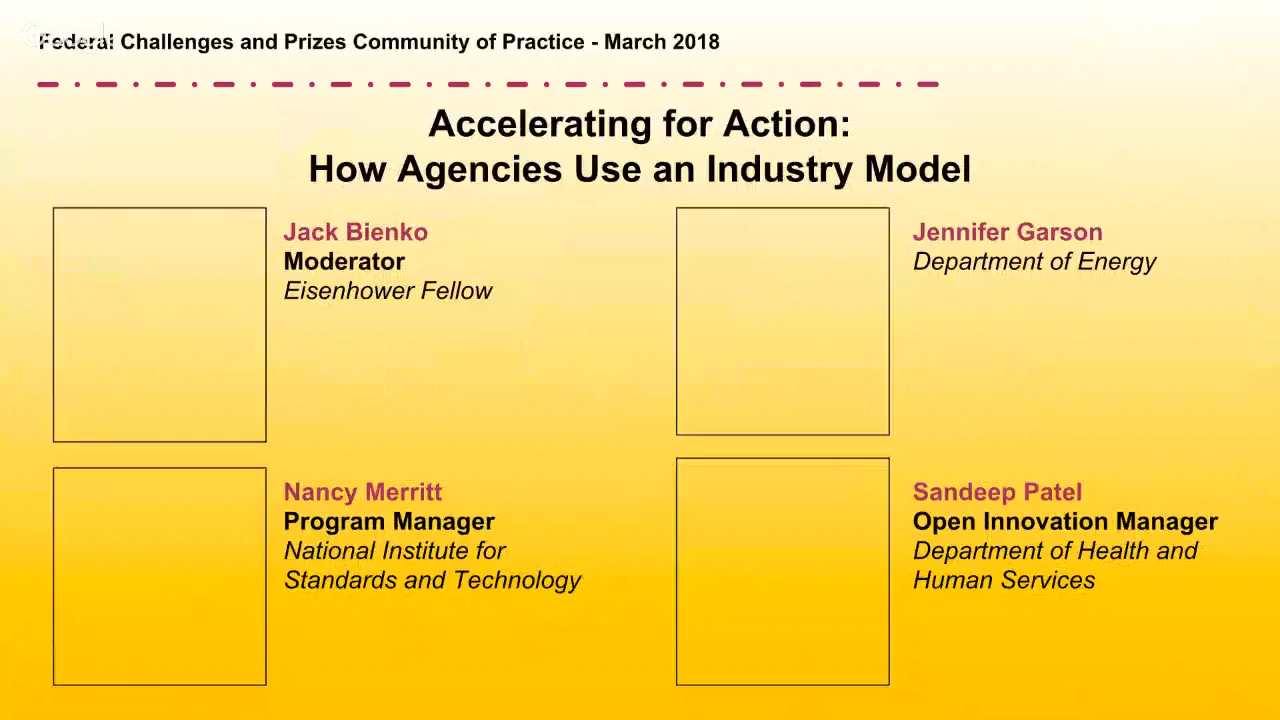 Federal Challenges and Prizes Community of Practice - March 2018
Accelerating for Action:
How Agencies Use an Industry Model
Jack Bienko
Moderator
Eisenhower Fellow
Jennifer Garson
Department of Energy
Nancy Merritt
Program Manager
National Institute for
Standards and Technology
Sandeep Patel
Open Innovation Manager
Department of Health and
Human Services